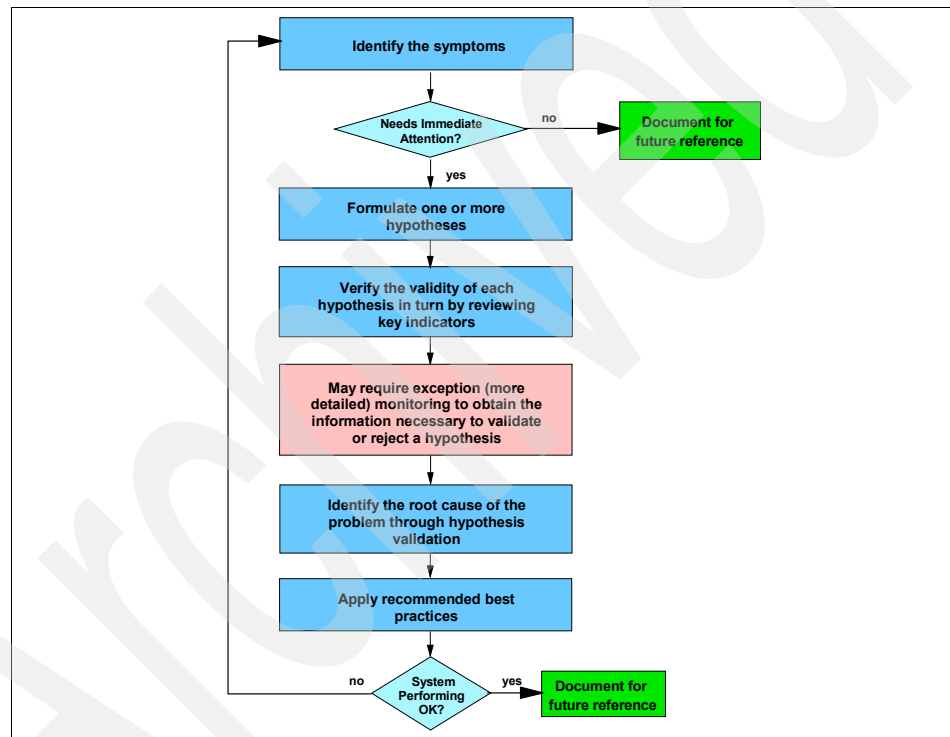 Identify the symptoms
Needs Immediate
Attention?
no
Document for
future reference
yes
Formulate one or more
hypotheses
Verify the validity of each
hypothesis in turn by reviewing
key indicators
May require exception (more
detailed) monitoring to obtain the
information necessary to validate
or reject a hypothesis
Identify the root cause of the
problem through hypothesis
validation
Apply recommended best
practices
no
System
Performing
OK?
yes
Document for
future reference
Archived